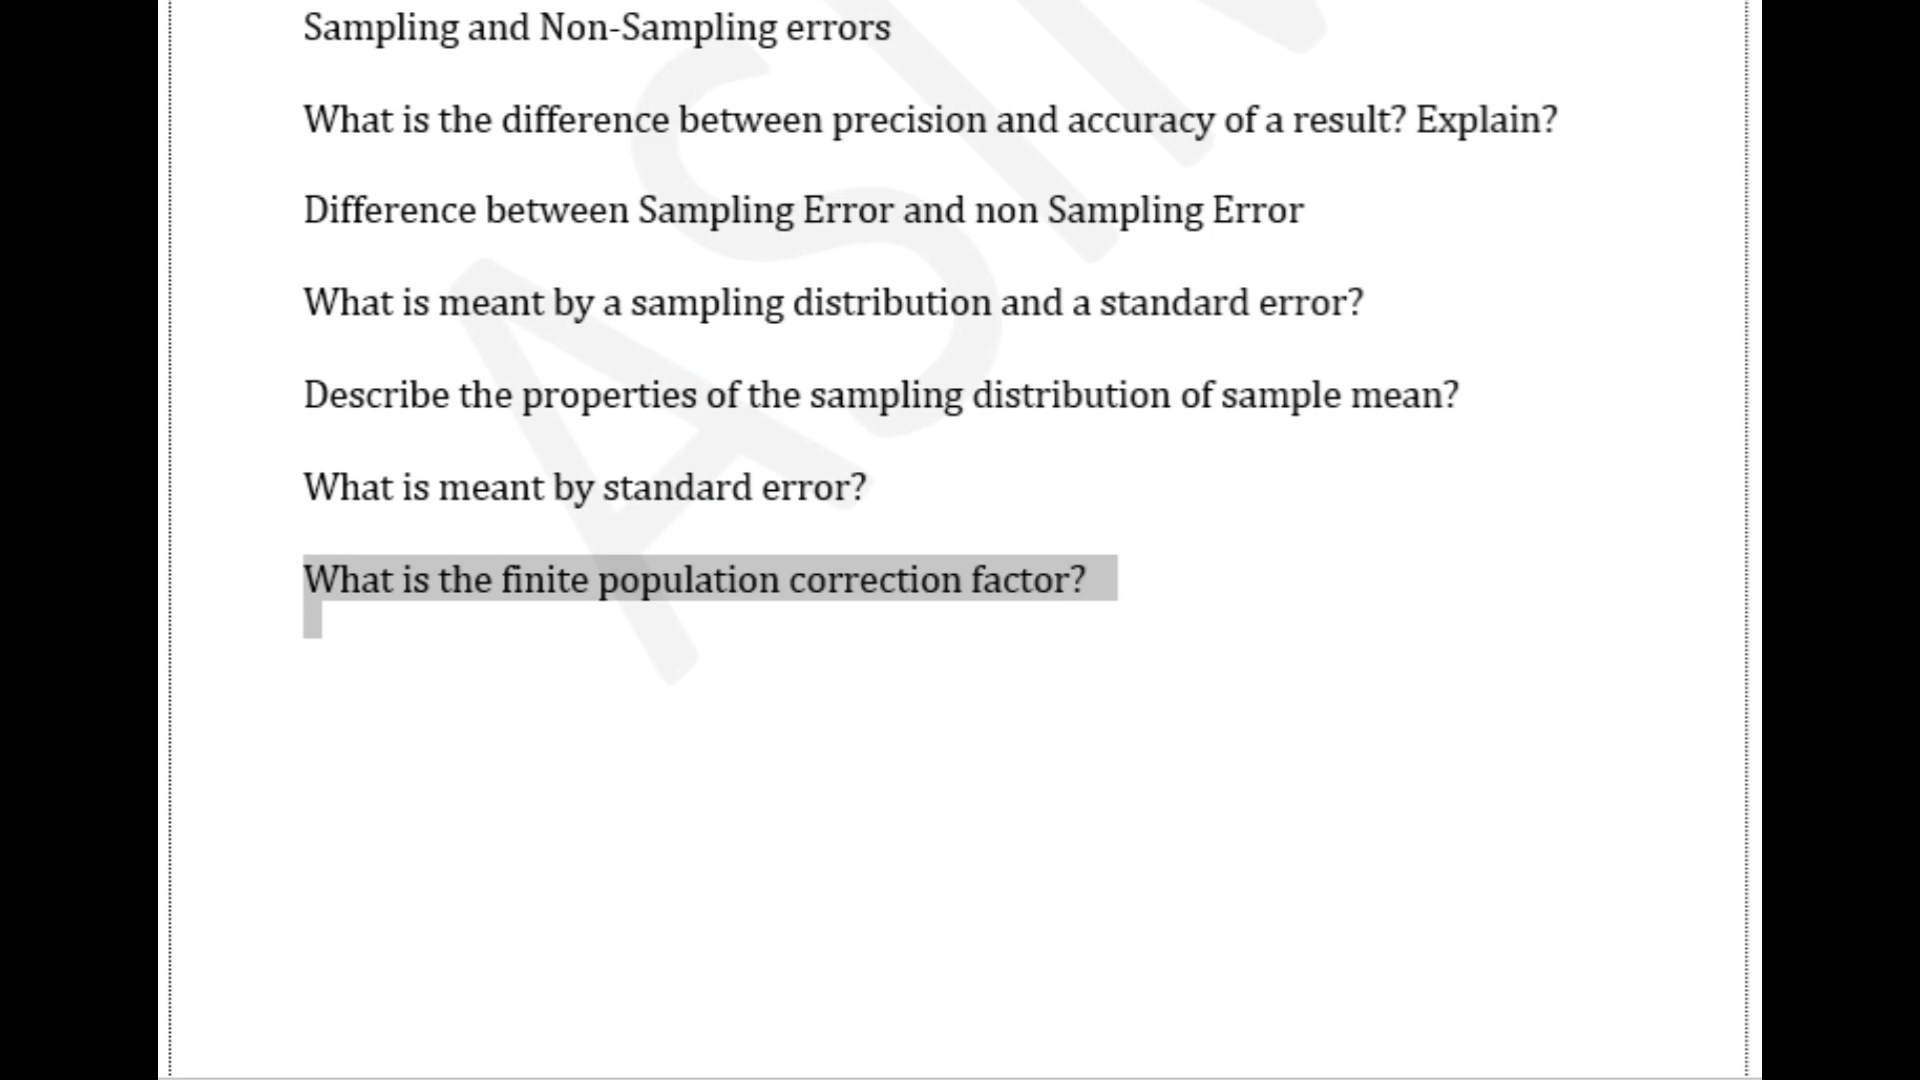 Sampling and Non-Sampling errors
What is the difference between precision and accuracy of a result? Explain?
Difference between Sampling Error and non Sampling Error
What is meant by a sampling distribution and a standard error?
Describe the properties of the sampling distribution of sample mean?
What is meant by standard error?
What is the finite population correction factor?